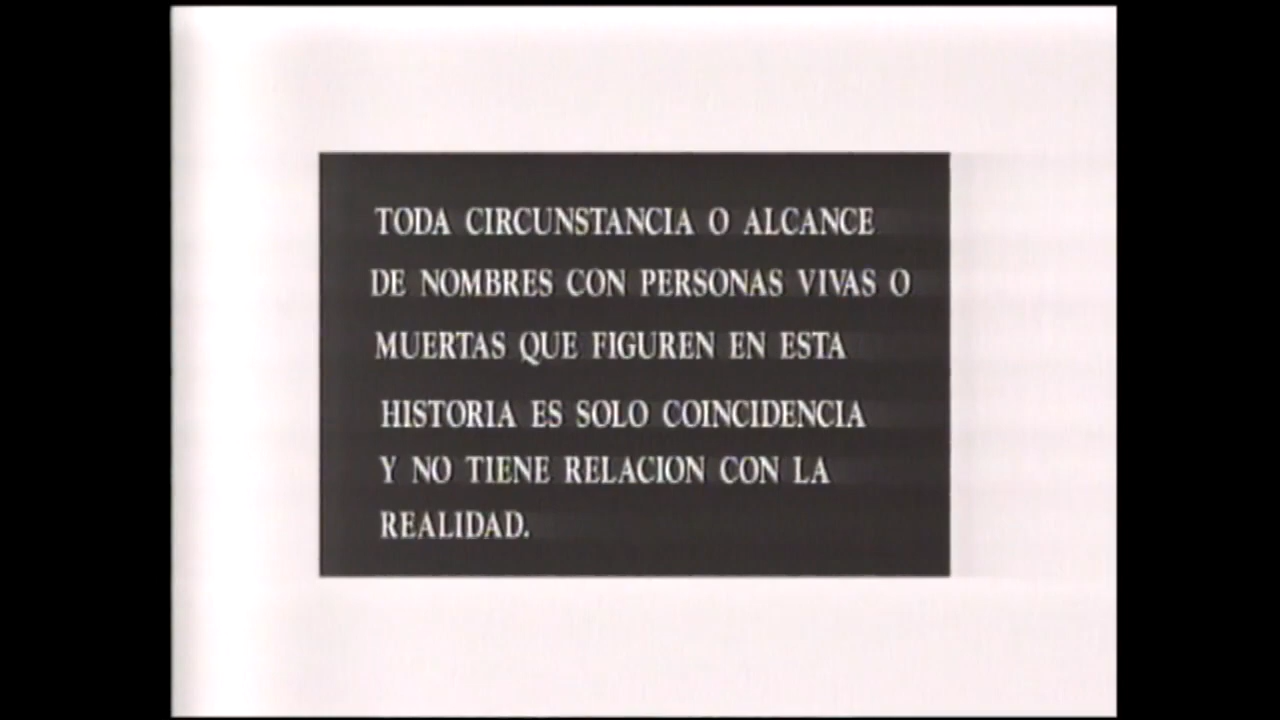 TODA CIRCUNSTANCIA O ALCANCE
DE NOMBRES CON PERSONAS VIVAS O
MUERTAS QUE FIGUREN EN ESTA
HISTORIA ES SOLO COINCIDENCIA
Y NO TIENE RELACION CON LA
REALIDAD.